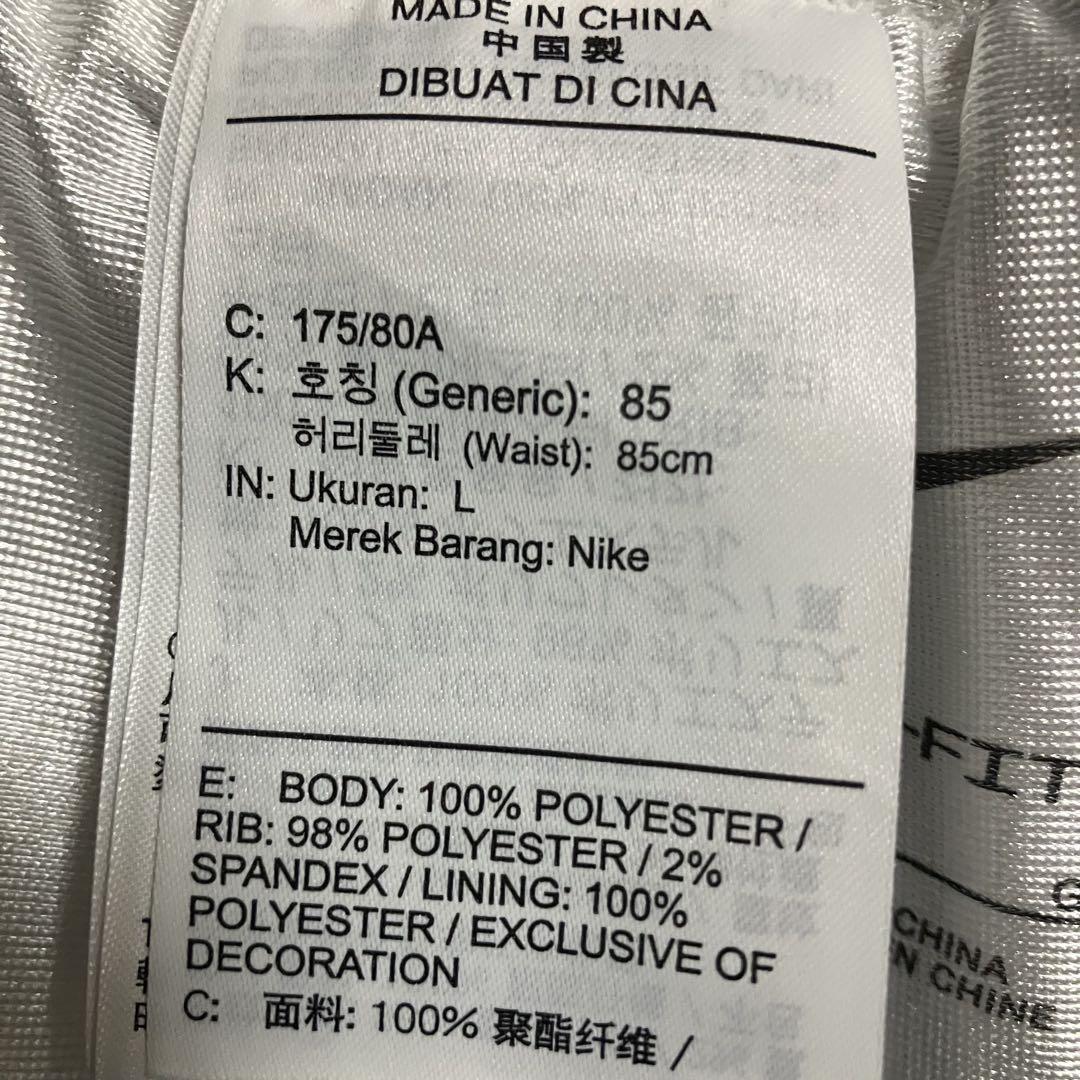 MADE IN CHINA
中国製
DIBUAT DI CINA
C: 175/80A
K: 호칭 (Generic): 85
허리둘레 (Waist): 85cm
IN: Ukuran: L
Merek Barang: Nike
E: BODY: 100% POLYESTER /
RIB: 98% POLYESTER / 2%
SPANDEX / LINING: 100%
POLYESTER / EXCLUSIVE OF
DECORATION
C: 面料: 100% 聚酯纤维 /
-FIT
CHINA
EN CHINE